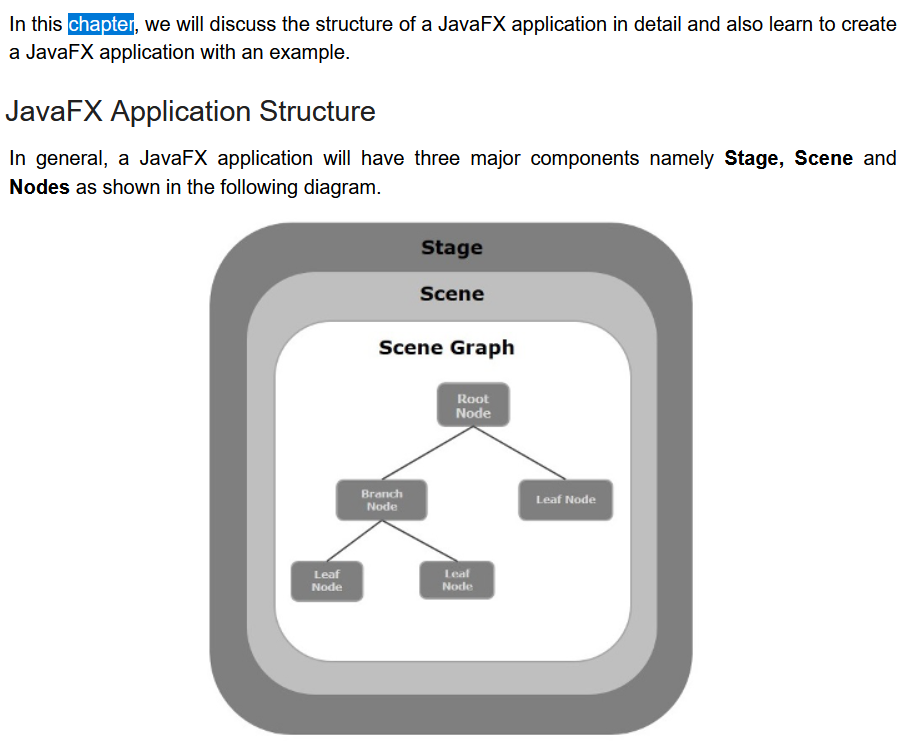 In this chapter, we will discuss the structure of a JavaFX application in detail and also learn to create
a JavaFX application with an example.
JavaFX Application Structure
In general, a JavaFX application will have three major components namely Stage, Scene and
Nodes as shown in the following diagram.
Stage
Scene
Scene Graph
Root
Node
Branch
Node
Leaf Node
Leaf
Node
Leaf
Node